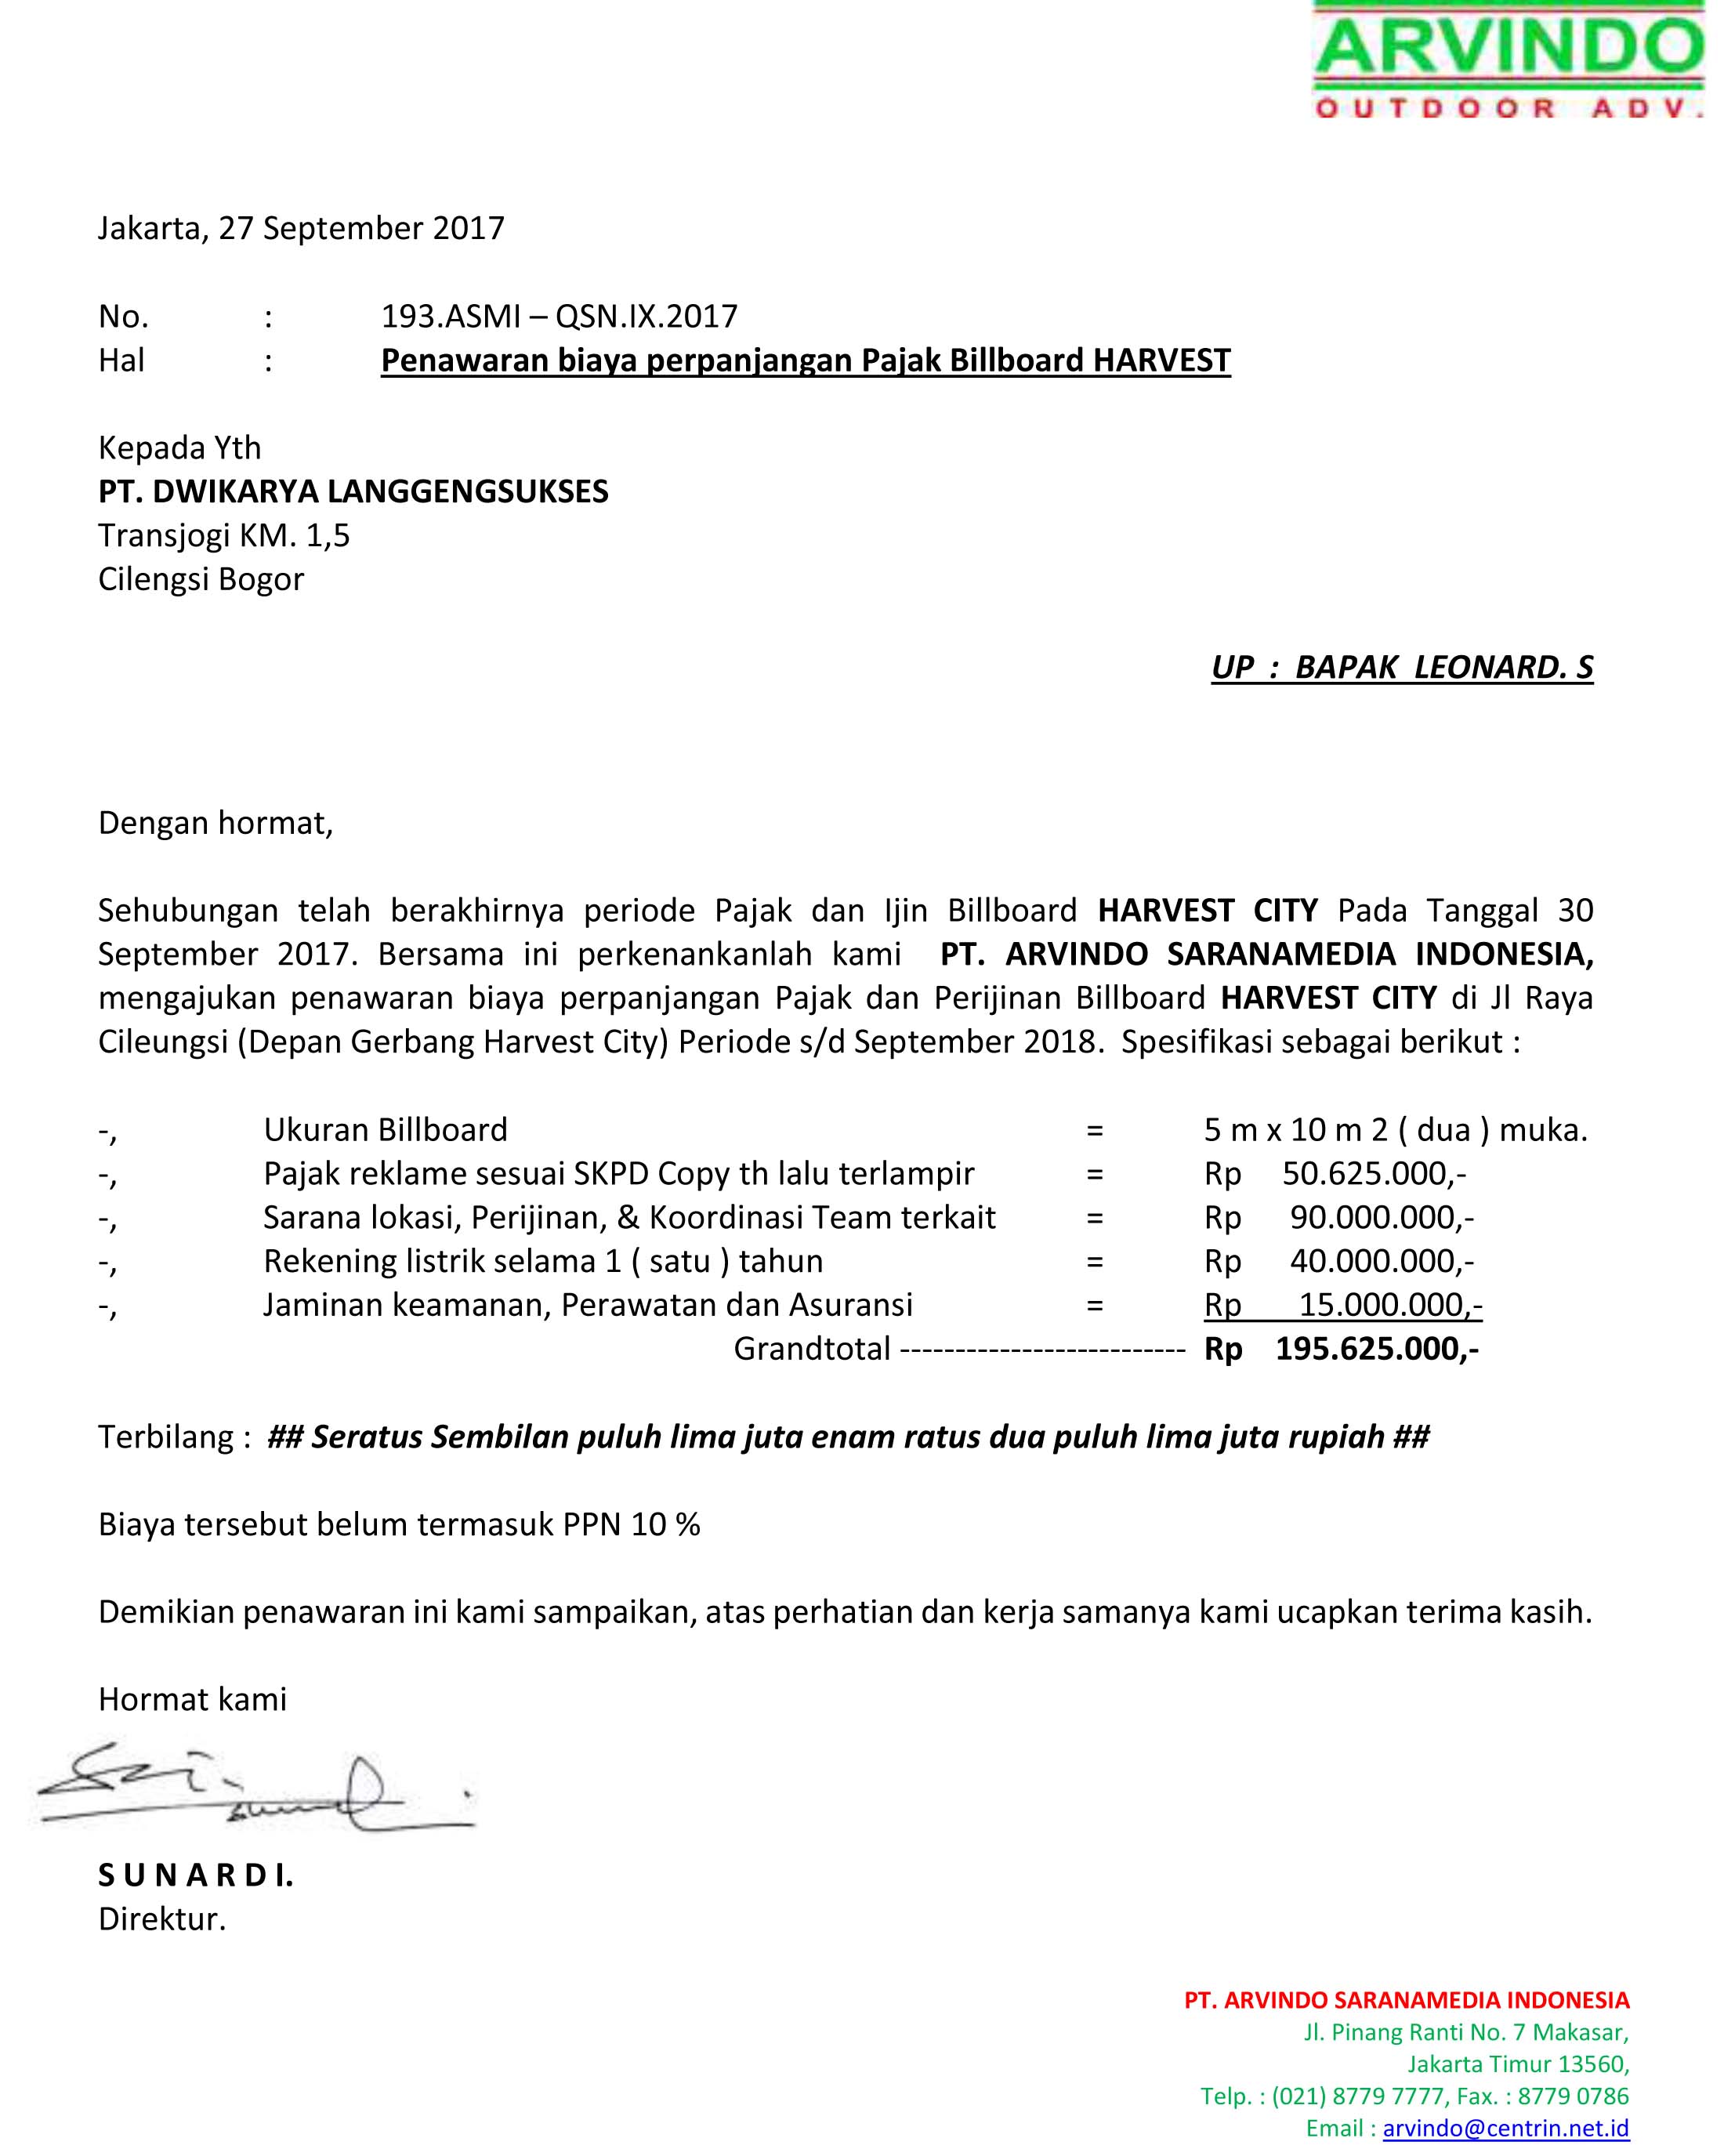 ARVINDO
OUTDOOR ADV.
Jakarta, 27 September 2017
No. : 193.ASMI – QSN.IX.2017
Hal : Penawaran biaya perpanjangan Pajak Billboard HARVEST
Kepada Yth
PT. DWIKARYA LANGGENGSUKSES
Transjogi KM. 1,5
Cilengsi Bogor
UP : BAPAK LEONARD. S
Dengan hormat,
Sehubungan telah berakhirnya periode Pajak dan Ijin Billboard HARVEST CITY Pada Tanggal 30
September 2017. Bersama ini perkenankanlah kami PT. ARVINDO SARANAMEDIA INDONESIA,
mengajukan penawaran biaya perpanjangan Pajak dan Perijinan Billboard HARVEST CITY di Jl Raya
Cileungsi (Depan Gerbang Harvest City) Periode s/d September 2018. Spesifikasi sebagai berikut :
-, Ukuran Billboard = 5 m x 10 m 2 ( dua ) muka.
-, Pajak reklame sesuai SKPD Copy th lalu terlampir = Rp 50.625.000,-
-, Sarana lokasi, Perijinan, & Koordinasi Team terkait = Rp 90.000.000,-
-, Rekening listrik selama 1 ( satu ) tahun = Rp 40.000.000,-
-, Jaminan keamanan, Perawatan dan Asuransi = Rp 15.000.000,-
Grandtotal -------------------------- Rp 195.625.000,-
Terbilang : ## Seratus Sembilan puluh lima juta enam ratus dua puluh lima juta rupiah ##
Biaya tersebut belum termasuk PPN 10 %
Demikian penawaran ini kami sampaikan, atas perhatian dan kerja samanya kami ucapkan terima kasih.
Hormat kami
S U N A R D I.
Direktur.
PT. ARVINDO SARANAMEDIA INDONESIA
Jl. Pinang Ranti No. 7 Makasar,
Jakarta Timur 13560,
Telp. : (021) 8779 7777, Fax. : 8779 0786
Email : arvindo@centrin.net.id